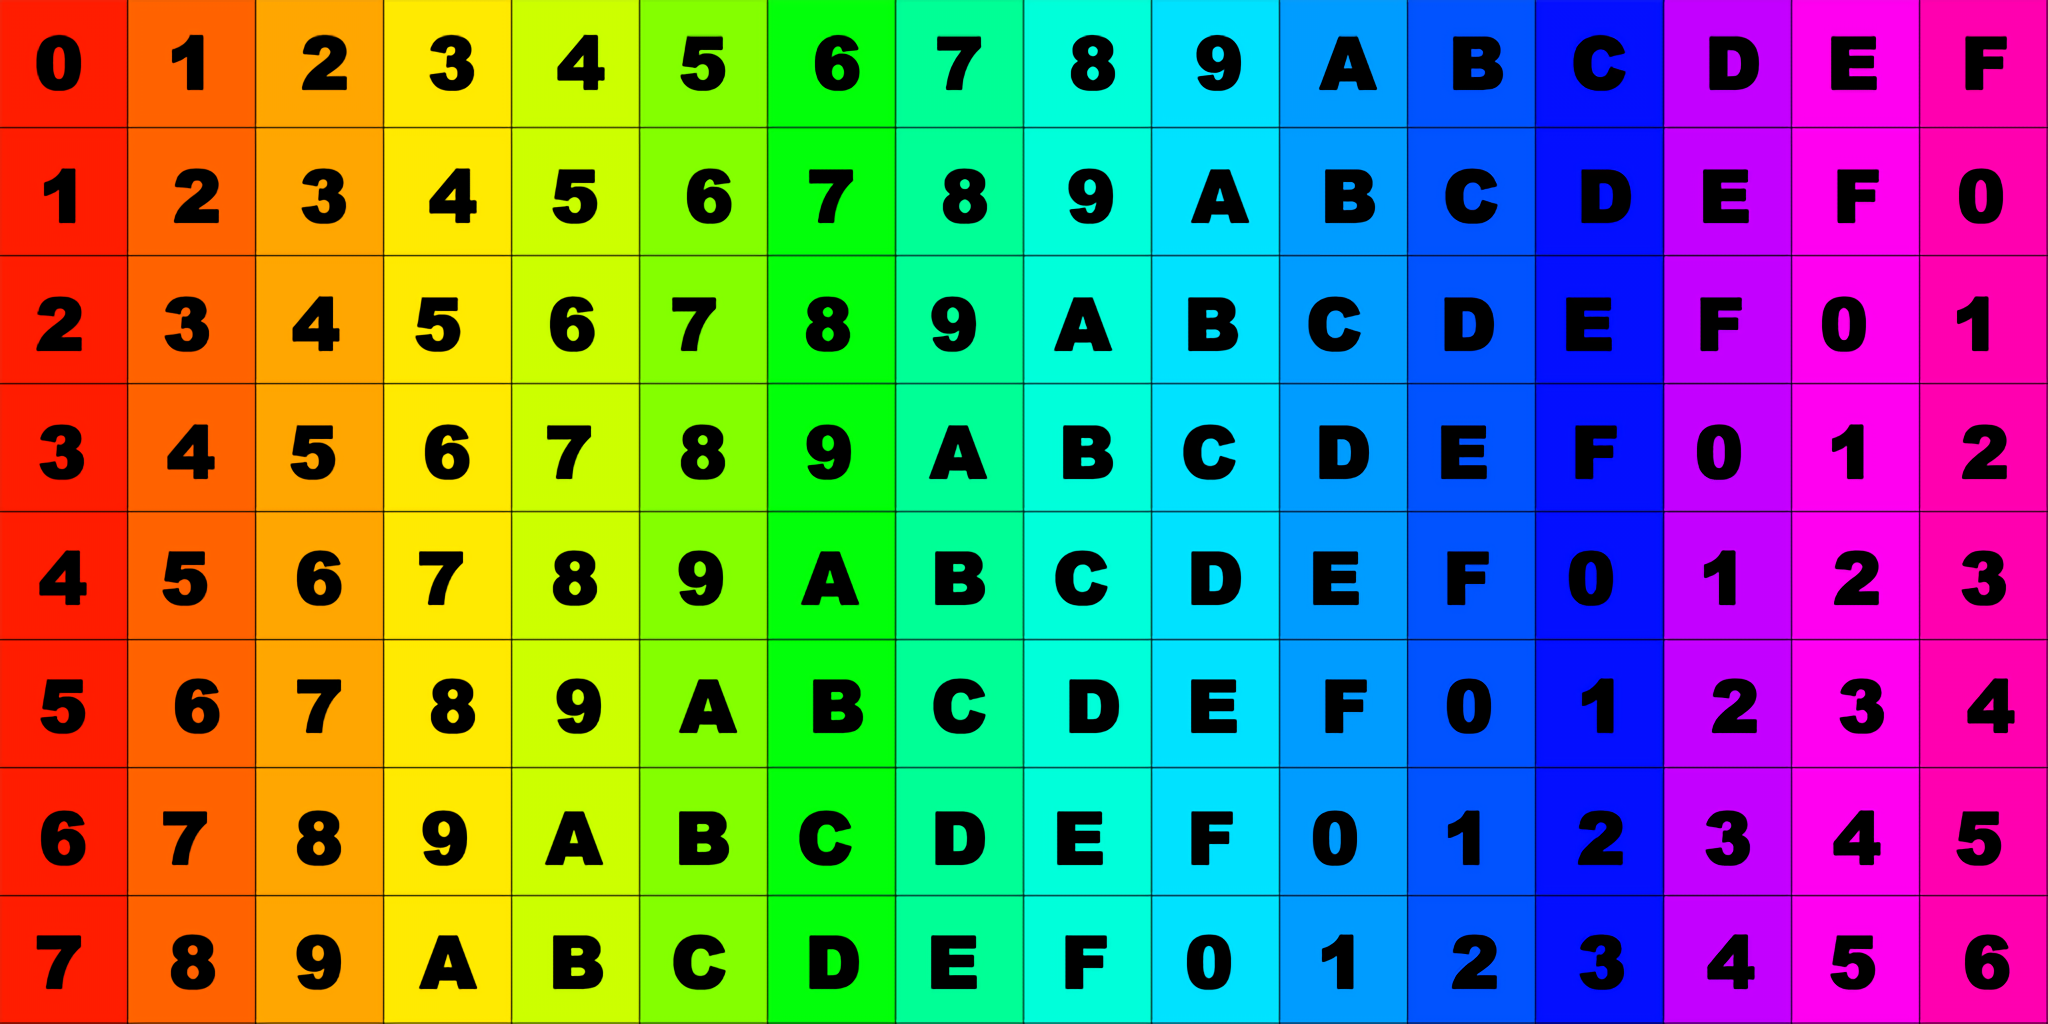 0 1 2 3 4 5 6 7 8 9 A B C D E F
1 2 3 4 5 6 7 8 9 A B C D E F 0
2 3 4 5 6 7 8 9 A B C D E F 0 1
3 4 5 6 7 8 9 A B C D E F 0 1 2
4 5 6 7 8 9 A B C D E F 0 1 2 3
5 6 7 8 9 A B C D E F 0 1 2 3 4
6 7 8 9 A B C D E F 0 1 2 3 4 5
7 8 9 A B C D E F 0 1 2 3 4 5 6